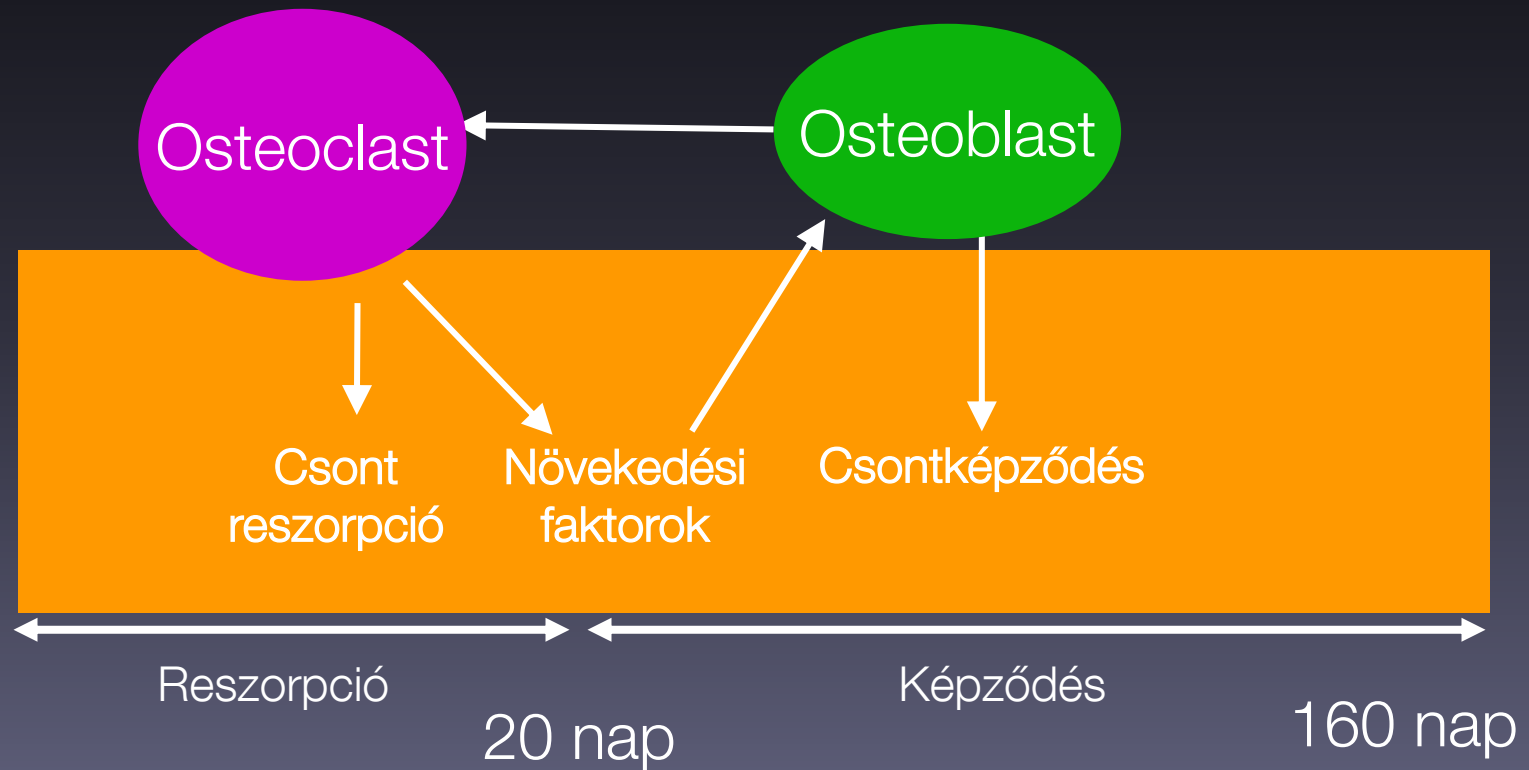 Osteoclast
Osteoblast
Csont
reszorpció
Növekedési
faktorok
Csontképződés
Reszorpció
Képződés
20 nap
160 nap